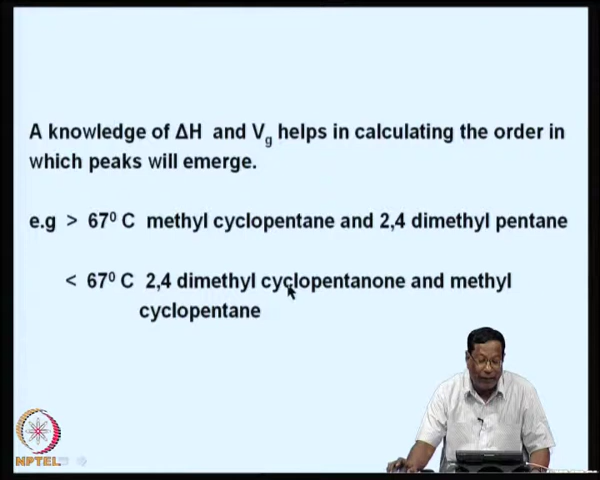 A knowledge of ΔH and Vg helps in calculating the order in
which peaks will emerge.
e.g > 67⁰ C methyl cyclopentane and 2,4 dimethyl pentane
< 67⁰ C 2,4 dimethyl cyclopentanone and methyl
cyclopentane
NPTEL